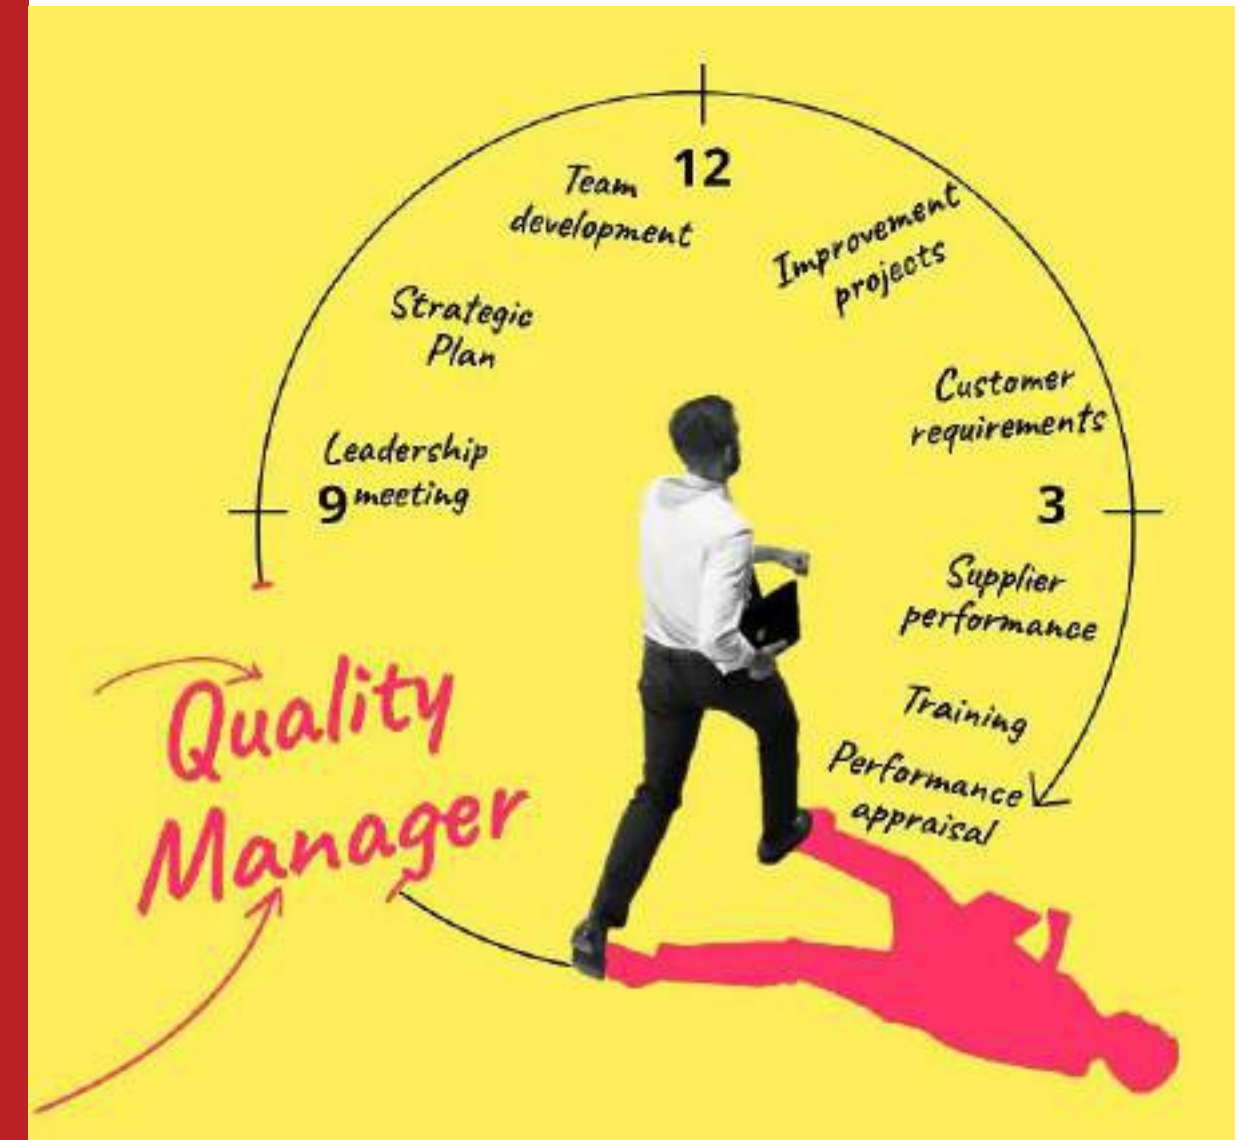 12
Team
development
Improvement
projects
Strategic
Plan
Customer
requirements
Leadership
9 meeting
3
Supplier
performance
Training
Performance
appraisal
Quality
Manager